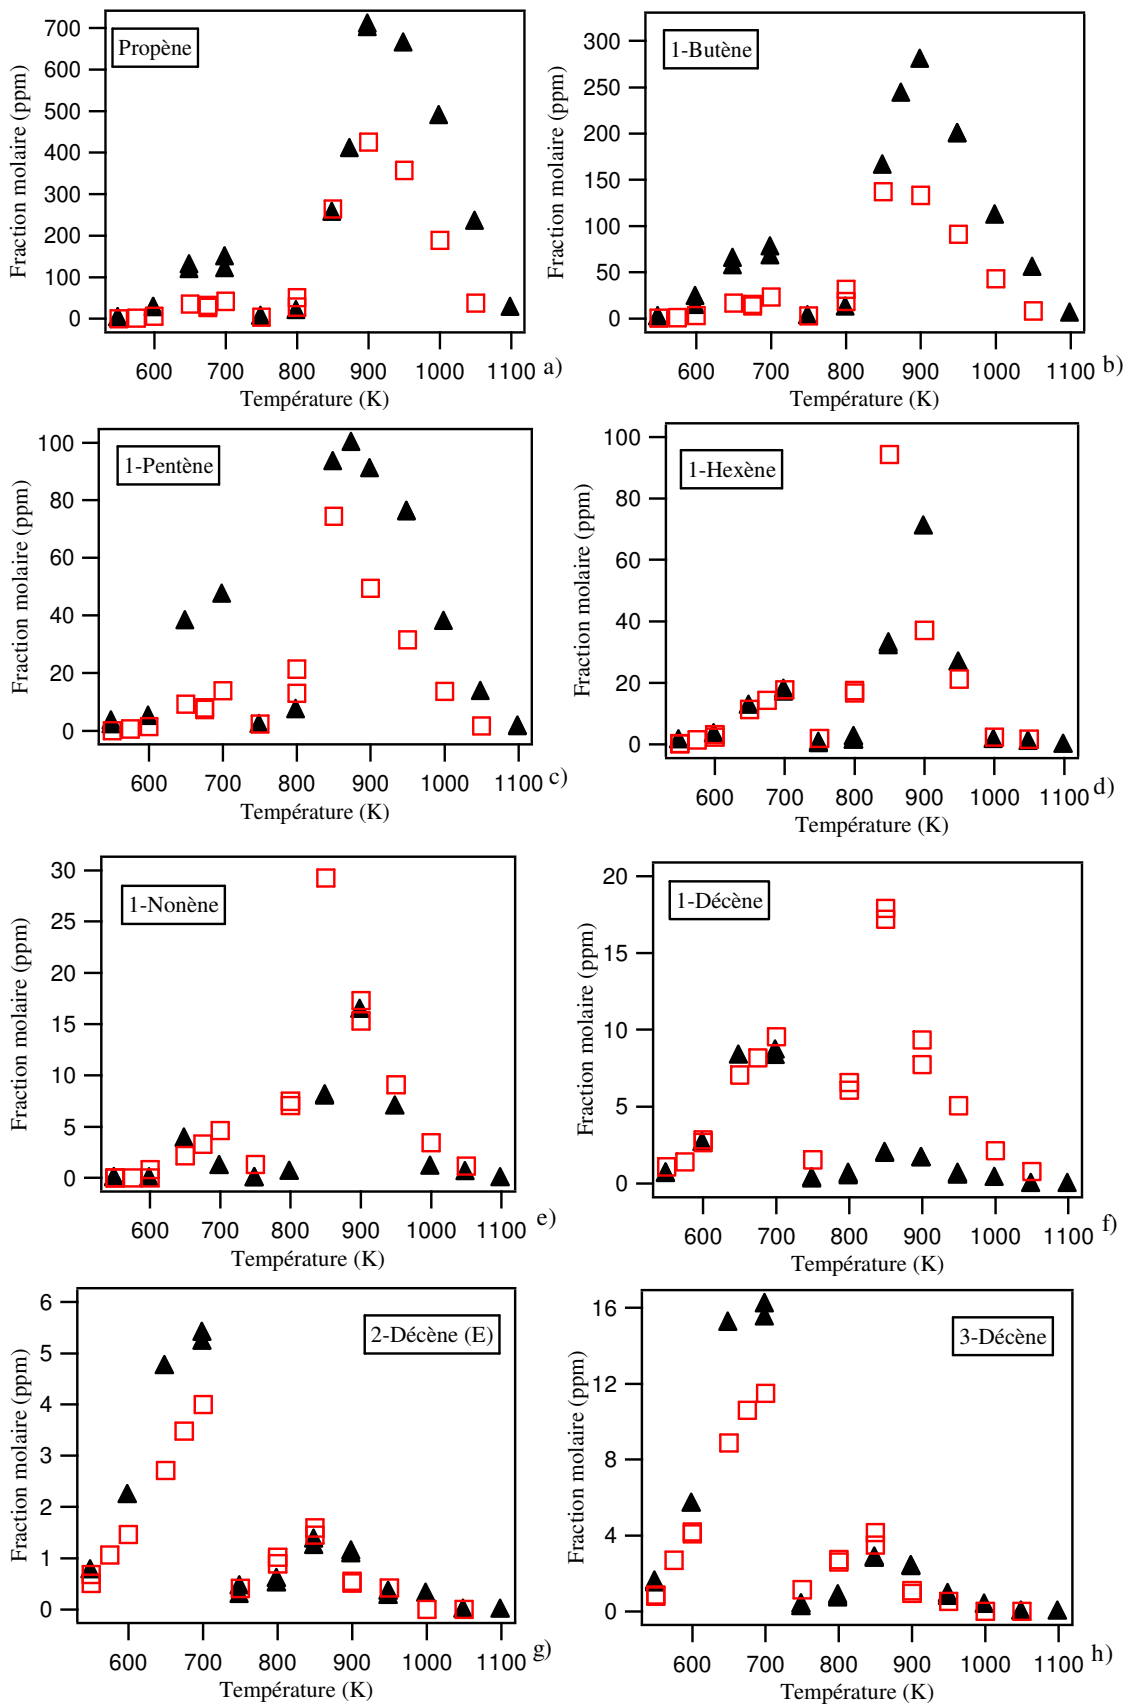 Propène
Fraction molaire (ppm)
700
600
500
400
300
200
100
0
600 700 800 900 1000 1100
Température (K)
a)
1-Butène
Fraction molaire (ppm)
300
250
200
150
100
50
0
600 700 800 900 1000 1100
Température (K)
b)
1-Pentène
Fraction molaire (ppm)
100
80
60
40
20
0
600 700 800 900 1000 1100
Température (K)
c)
1-Hexène
Fraction molaire (ppm)
100
80
60
40
20
0
600 700 800 900 1000 1100
Température (K)
d)
1-Nonène
Fraction molaire (ppm)
30
25
20
15
10
5
0
600 700 800 900 1000 1100
Température (K)
e)
1-Décène
Fraction molaire (ppm)
20
15
10
5
0
600 700 800 900 1000 1100
Température (K)
f)
2-Décène (E)
Fraction molaire (ppm)
6
5
4
3
2
1
0
600 700 800 900 1000 1100
Température (K)
g)
3-Décène
Fraction molaire (ppm)
16
12
8
4
0
600 700 800 900 1000 1100
Température (K)
h)